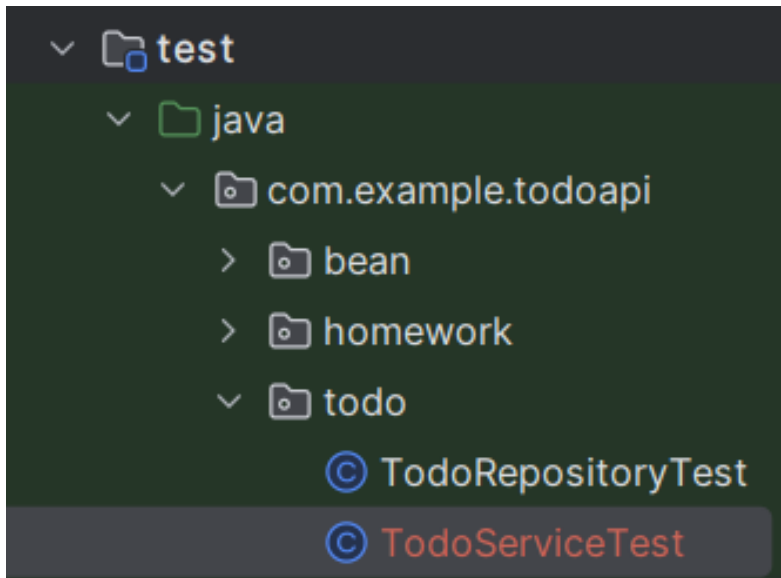 test
java
com.example.todoapi
bean
homework
todo
TodoRepositoryTest
TodoServiceTest